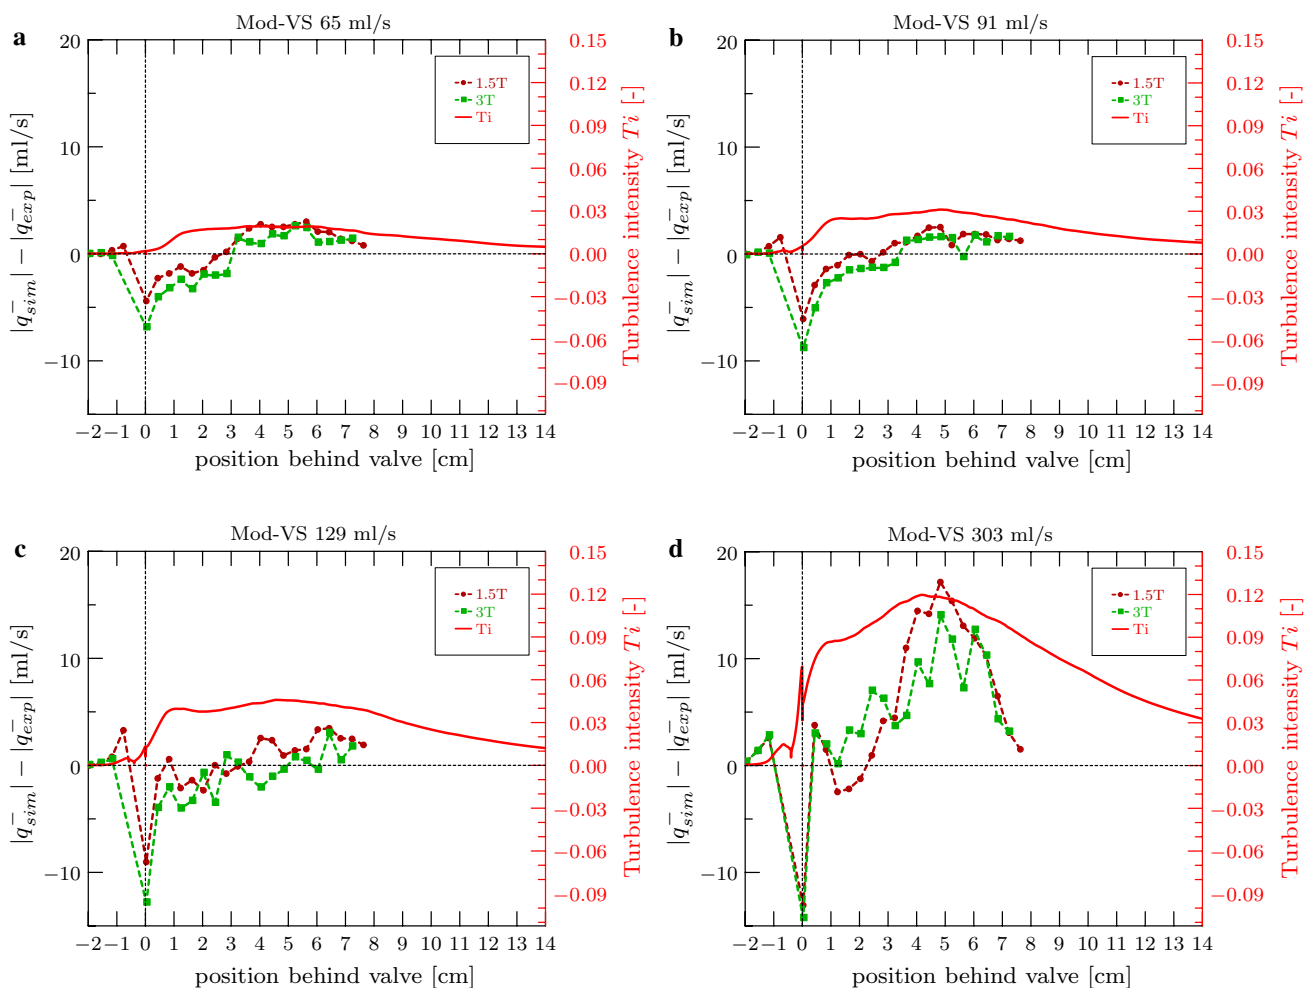 a
Mod-VS 65 ml/s
20
10
0
−10
|q¯sim| − |q¯exp| [ml/s]
0.15
0.12
0.09
0.06
0.03
0.00
−0.03
−0.06
−0.09
Turbulence intensity Ti [-]
1.5T
3T
Ti
−2 −1 0 1 2 3 4 5 6 7 8 9 10 11 12 13 14
position behind valve [cm]
b
Mod-VS 91 ml/s
20
10
0
−10
|q¯sim| − |q¯exp| [ml/s]
0.15
0.12
0.09
0.06
0.03
0.00
−0.03
−0.06
−0.09
Turbulence intensity Ti [-]
1.5T
3T
Ti
−2 −1 0 1 2 3 4 5 6 7 8 9 10 11 12 13 14
position behind valve [cm]
c
Mod-VS 129 ml/s
20
10
0
−10
|q¯sim| − |q¯exp| [ml/s]
0.15
0.12
0.09
0.06
0.03
0.00
−0.03
−0.06
−0.09
Turbulence intensity Ti [-]
1.5T
3T
Ti
−2 −1 0 1 2 3 4 5 6 7 8 9 10 11 12 13 14
position behind valve [cm]
d
Mod-VS 303 ml/s
20
10
0
−10
|q¯sim| − |q¯exp| [ml/s]
0.15
0.12
0.09
0.06
0.03
0.00
−0.03
−0.06
−0.09
Turbulence intensity Ti [-]
1.5T
3T
Ti
−2 −1 0 1 2 3 4 5 6 7 8 9 10 11 12 13 14
position behind valve [cm]